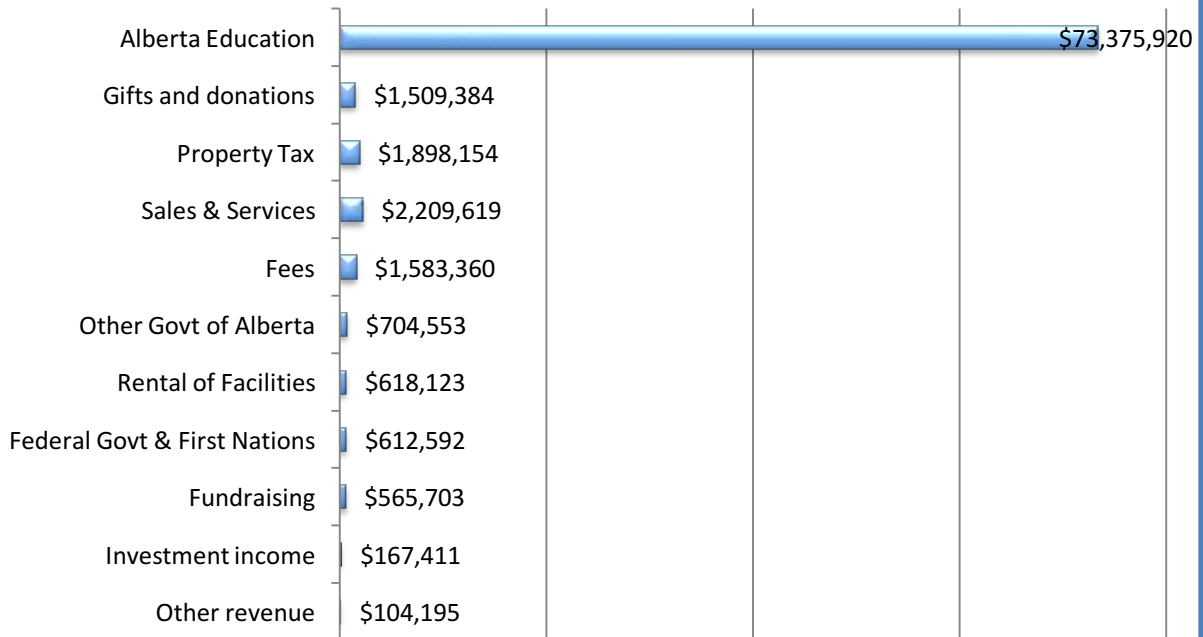 Alberta Education $73,375,920
Gifts and donations $1,509,384
Property Tax $1,898,154
Sales & Services $2,209,619
Fees $1,583,360
Other Govt of Alberta $704,553
Rental of Facilities $618,123
Federal Govt & First Nations $612,592
Fundraising $565,703
Investment income $167,411
Other revenue $104,195